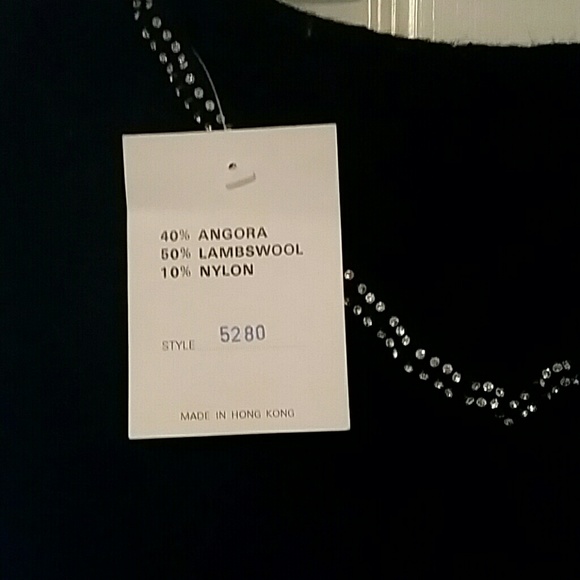 40% ANGORA
50% LAMBSWOOL
10% NYLON
STYLE 5280
MADE IN HONG KONG